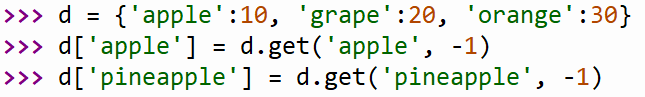 >>> d = {'apple':10, 'grape':20, 'orange':30}
>>> d['apple'] = d.get('apple', -1)
>>> d['pineapple'] = d.get('pineapple', -1)